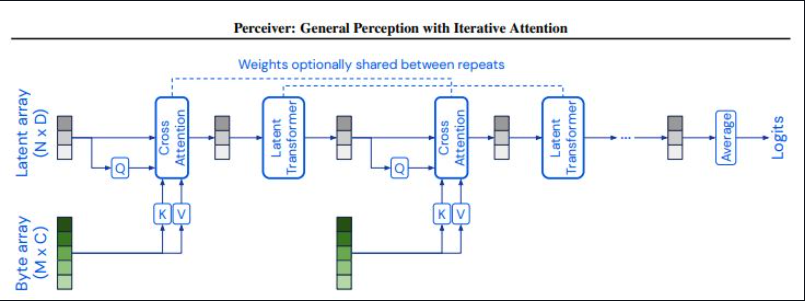 Perceiver: General Perception with Iterative Attention
Weights optionally shared between repeats
Latent array
(N x D)
Q
Cross
Attention
Latent
Transformer
Q
Cross
Attention
Latent
Transformer
...
Average
Logits
K
V
K
V
Byte array
(M x C)